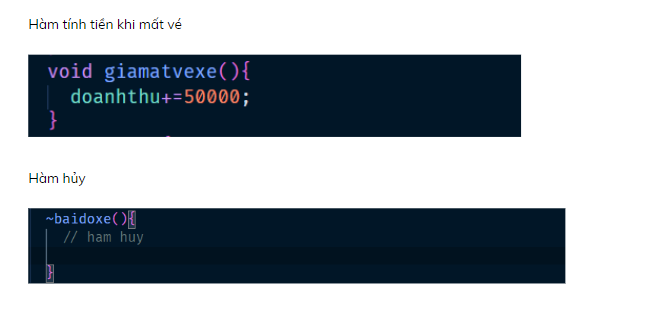 Hàm tính tiền khi mất vé
void giamatvexe(){
doanhthu+=50000;
}
Hàm hủy
~baidoxe(){
// ham huy
}